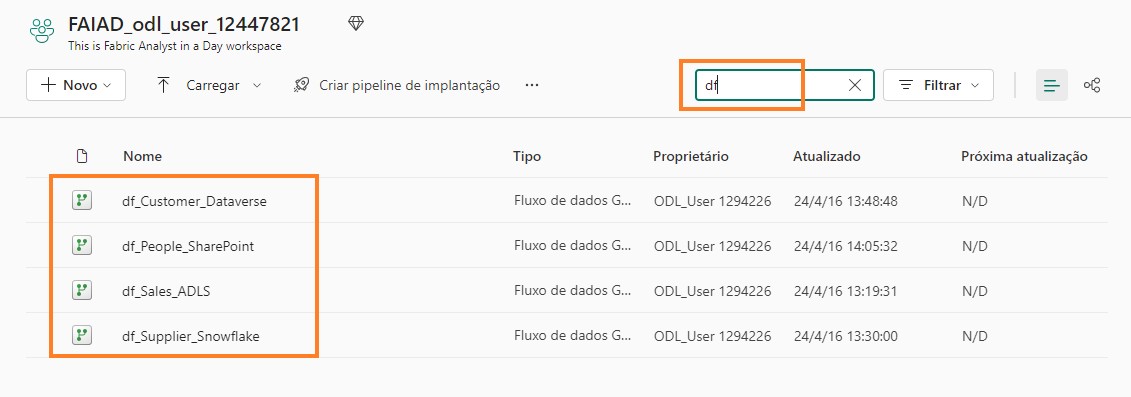 FAIAD_odl_user_12447821
This is Fabric Analyst in a Day workspace
Novo Carregar Criar pipeline de implantação ... df Filtrar
Nome Tipo Proprietário Atualizado Próxima atualização
df_Customer_Dataverse Fluxo de dados G... ODL_User 1294226 24/4/16 13:48:48 N/D
df_People_SharePoint Fluxo de dados G... ODL_User 1294226 24/4/16 14:05:32 N/D
df_Sales_ADLS Fluxo de dados G... ODL_User 1294226 24/4/16 13:19:31 N/D
df_Supplier_Snowflake Fluxo de dados G... ODL_User 1294226 24/4/16 13:30:00 N/D